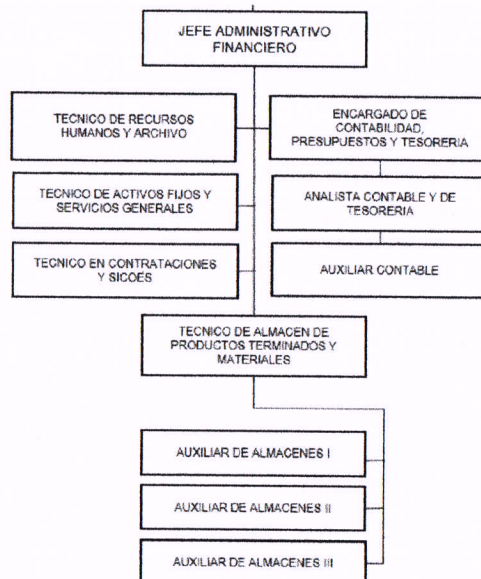 JEFE ADMINISTRATIVO
FINANCIERO
TECNICO DE RECURSOS
HUMANOS Y ARCHIVO
ENCARGADO DE
CONTABILIDAD,
PRESUPUESTOS Y TESORERIA
TECNICO DE ACTIVOS FIJOS Y
SERVICIOS GENERALES
ANALISTA CONTABLE Y DE
TESORERIA
TECNICO EN CONTRATACIONES
Y SICOES
AUXILIAR CONTABLE
TECNICO DE ALMACEN DE
PRODUCTOS TERMINADOS Y
MATERIALES
AUXILIAR DE ALMACENES I
AUXILIAR DE ALMACENES II
AUXILIAR DE ALMACENES III